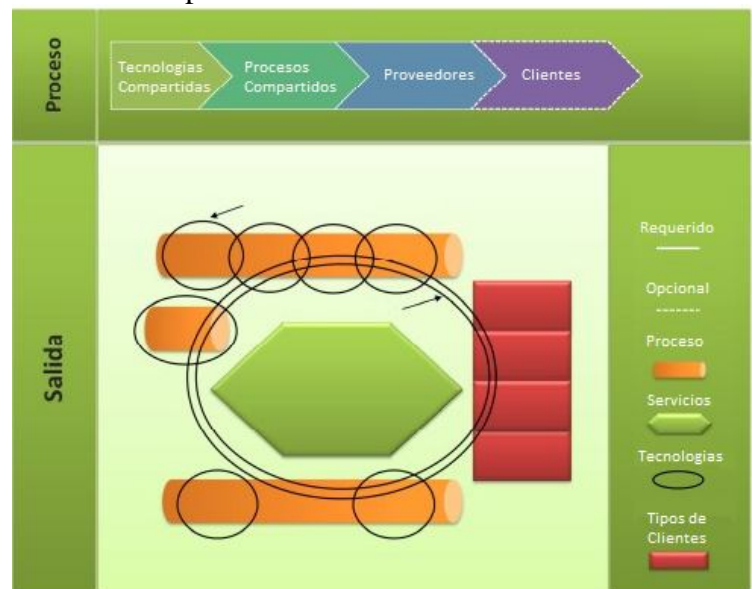 Proceso
Tecnologias
Compartidas
Procesos
Compartidos
Proveedores
Clientes
Salida
Requerido
Opcional
Proceso
Servicios
Tecnologias
Tipos de
Clientes